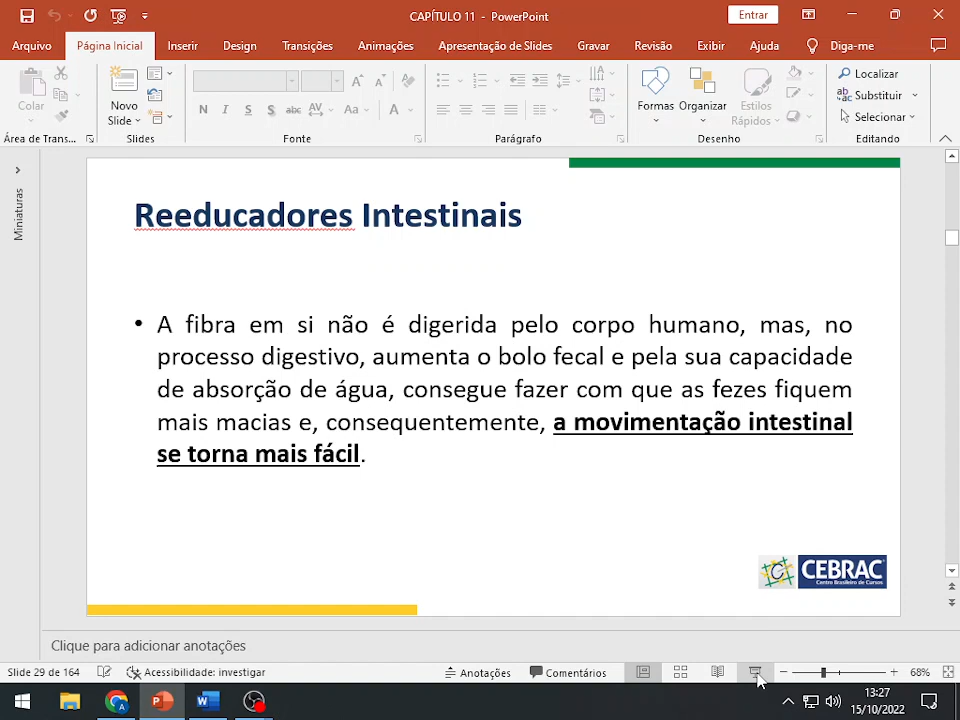 CAPÍTULO 11 - PowerPoint
Entrar
Arquivo Página Inicial Inserir Design Transições Animações Apresentação de Slides Gravar Revisão Exibir Ajuda Diga-me
Colar
Novo
Slide
N I S S abc AV Aa A
Formas Organizar Estilos
Rápidos
Localizar
Substituir
Selecionar
Área de Trans... Slides Fonte Parágrafo Desenho Editando
Miniaturas
Reeducadores Intestinais
• A fibra em si não é digerida pelo corpo humano, mas, no
processo digestivo, aumenta o bolo fecal e pela sua capacidade
de absorção de água, consegue fazer com que as fezes fiquem
mais macias e, consequentemente, a movimentação intestinal
se torna mais fácil.
CEBRAC
Centro Brasileiro de Cursos
Clique para adicionar anotações
Slide 29 de 164 Acessibilidade: investigar Anotações Comentários 68%
13:27
15/10/2022